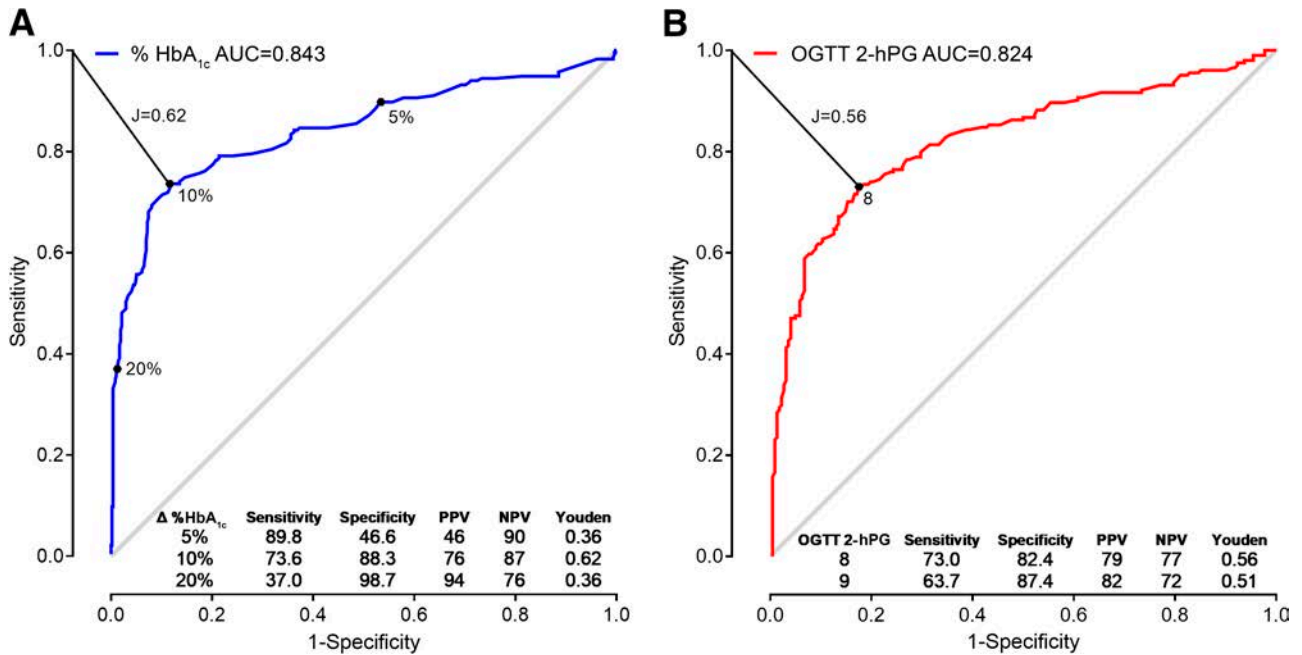 A
% HbA1c AUC=0.843
1.0
J=0.62
5%
0.8
10%
0.6
Sensitivity
0.4
20%
0.2
Δ %HbA1c Sensitivity Specificity PPV NPV Youden
5% 89.8 46.6 46 90 0.36
10% 73.6 88.3 76 87 0.62
20% 37.0 98.7 94 76 0.36
0.0
0.0 0.2 0.4 0.6 0.8 1.0
1-Specificity
B
OGTT 2-hPG AUC=0.824
1.0
J=0.56
0.8
8
0.6
Sensitivity
0.4
0.2
OGTT 2-hPG Sensitivity Specificity PPV NPV Youden
8 73.0 82.4 79 77 0.56
9 63.7 87.4 82 72 0.51
0.0
0.0 0.2 0.4 0.6 0.8 1.0
1-Specificity